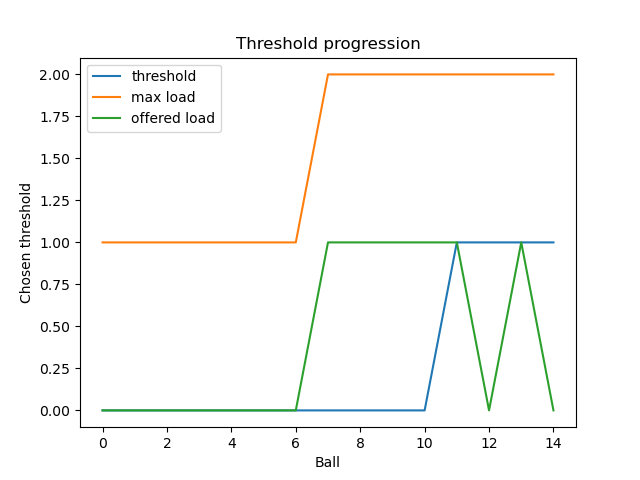 Threshold progression
threshold
max load
offered load
2.00
1.75
1.50
1.25
1.00
0.75
0.50
0.25
0.00
Chosen threshold
0 2 4 6 8 10 12 14
Ball